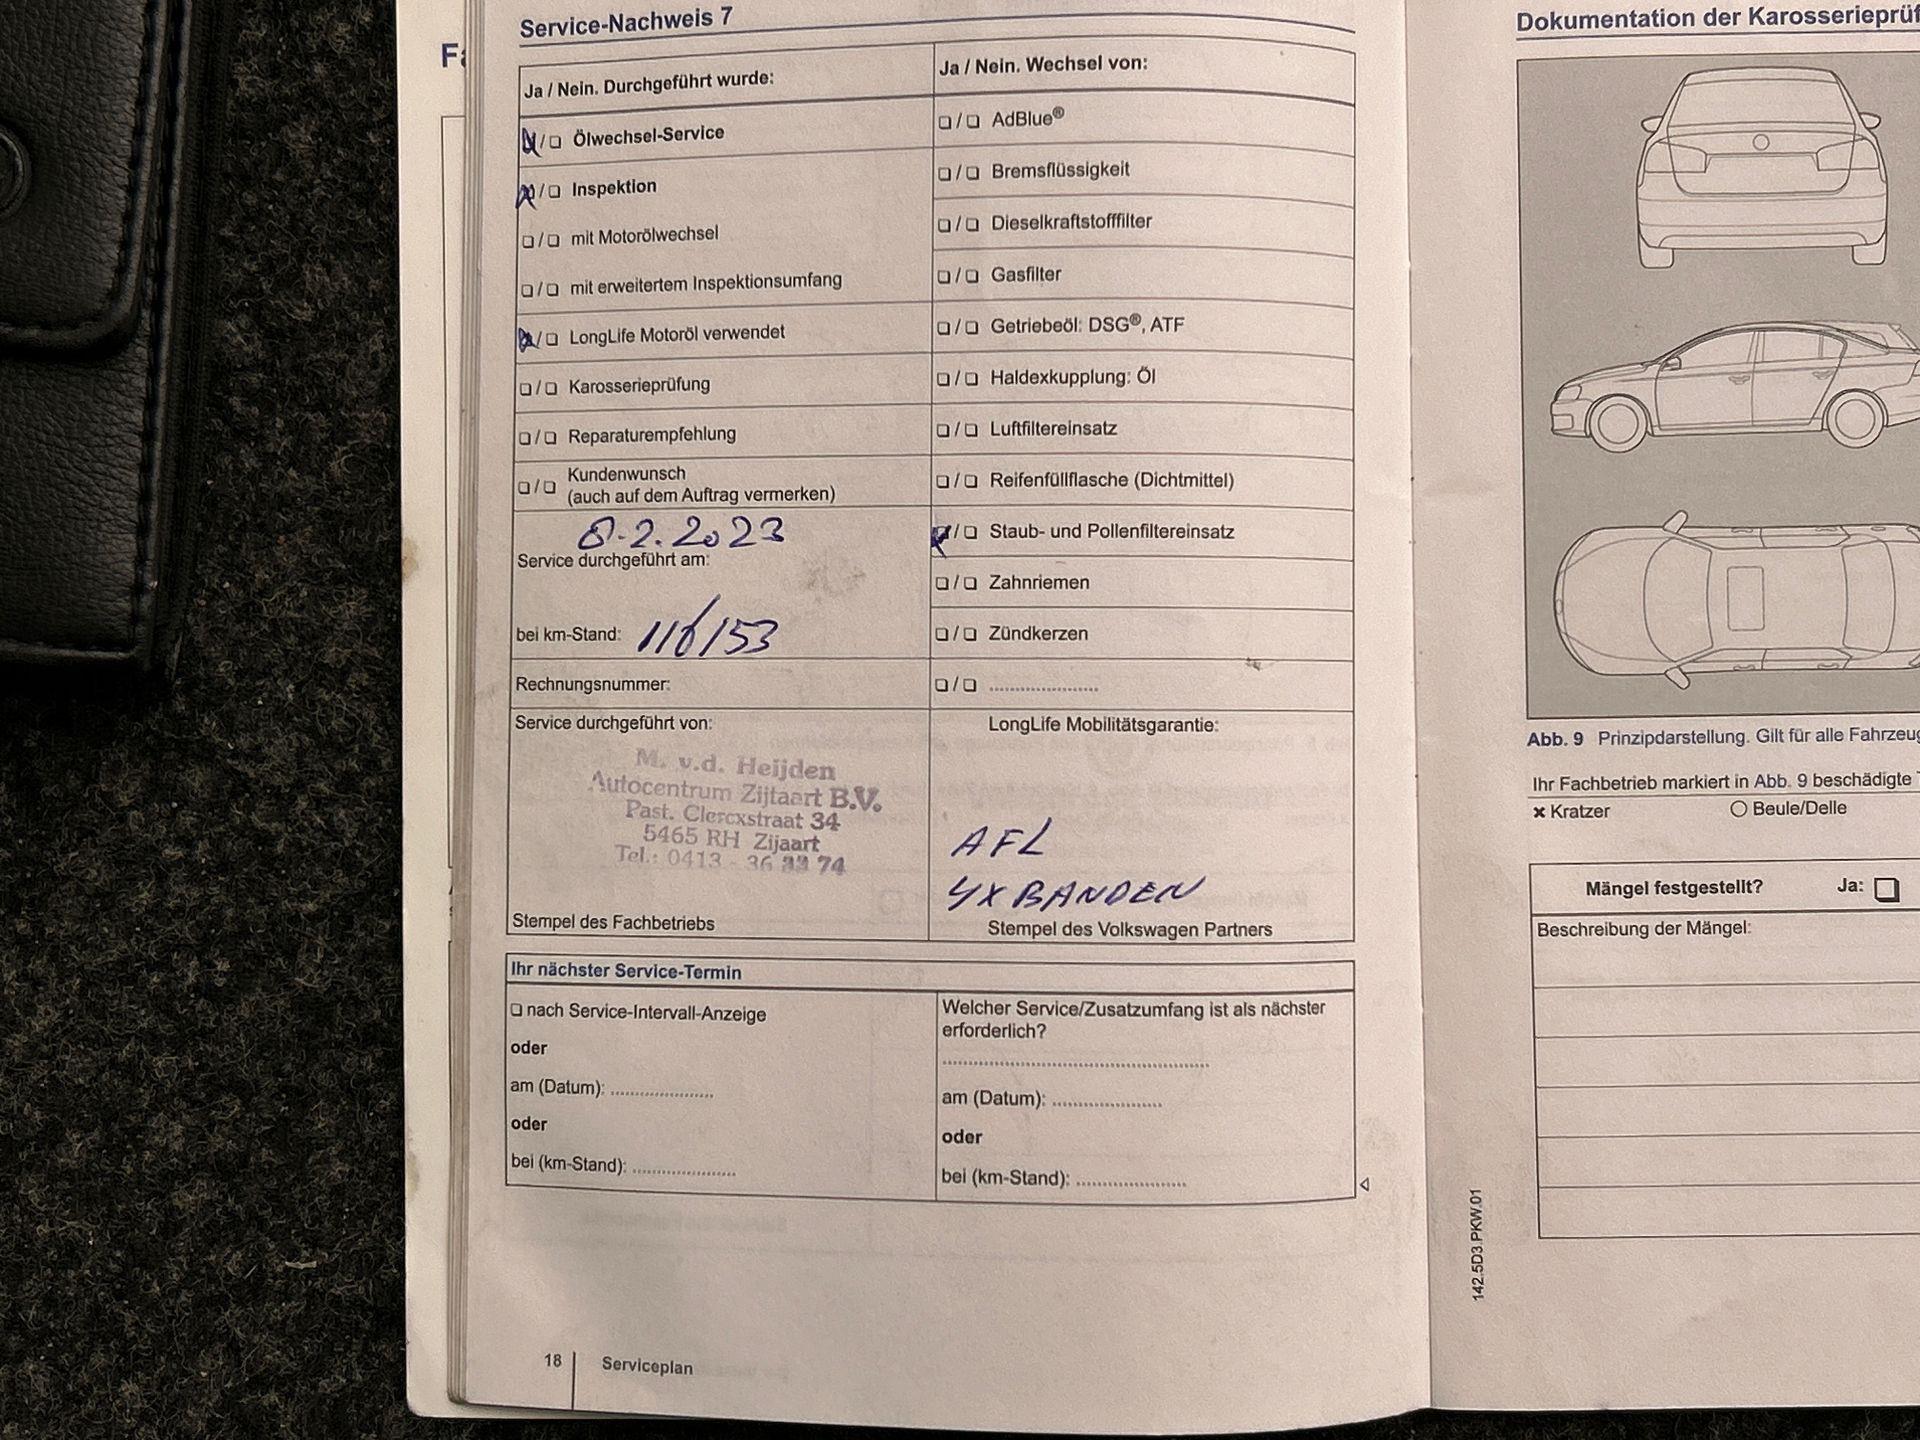 Service-Nachweis 7
Ja / Nein. Durchgeführt wurde:
❏ / ❏ Ölwechsel-Service
❏ / ❏ Inspektion
❏ / ❏ mit Motorölwechsel
❏ / ❏ mit erweitertem Inspektionsumfang
❏ / ❏ LongLife Motoröl verwendet
❏ / ❏ Karosserieprüfung
❏ / ❏ Reparaturempfehlung
❏ / ❏ Kundenwunsch
(auch auf dem Auftrag vermerken)
8.2.2023
Service durchgeführt am:
bei km-Stand: 116153
Rechnungsnummer:
Service durchgeführt von:
M. v.d. Heijden
Autocentrum Zijtaart B.V.
Past. Clercxstraat 34
5465 RH Zijaart
Tel.: 0413 - 36 33 74
Stempel des Fachbetriebs
Ja / Nein. Wechsel von:
❏ / ❏ AdBlue®
❏ / ❏ Bremsflüssigkeit
❏ / ❏ Dieselkraftstofffilter
❏ / ❏ Gasfilter
❏ / ❏ Getriebeöl: DSG®, ATF
❏ / ❏ Haldexkupplung: Öl
❏ / ❏ Luftfiltereinsatz
❏ / ❏ Reifenfüllflasche (Dichtmittel)
❏ / ❏ Staub- und Pollenfiltereinsatz
❏ / ❏ Zahnriemen
❏ / ❏ Zündkerzen
❏ / ❏ ......................
LongLife Mobilitätsgarantie:
AFL
4X BANDEN
Stempel des Volkswagen Partners
Ihr nächster Service-Termin
❏ nach Service-Intervall-Anzeige
oder
am (Datum): .....................
oder
bei (km-Stand): .....................
Welcher Service/Zusatzumfang ist als nächster
erforderlich?
......................................................
am (Datum): ......................
oder
bei (km-Stand): ......................
18 Serviceplan
Dokumentation der Karosserieprüf
Abb. 9 Prinzipdarstellung. Gilt für alle Fahrzeug
Ihr Fachbetrieb markiert in Abb. 9 beschädigte
× Kratzer
○ Beule/Delle
Mängel festgestellt? Ja: ❏
Beschreibung der Mängel:
142.5D3.PKW.01